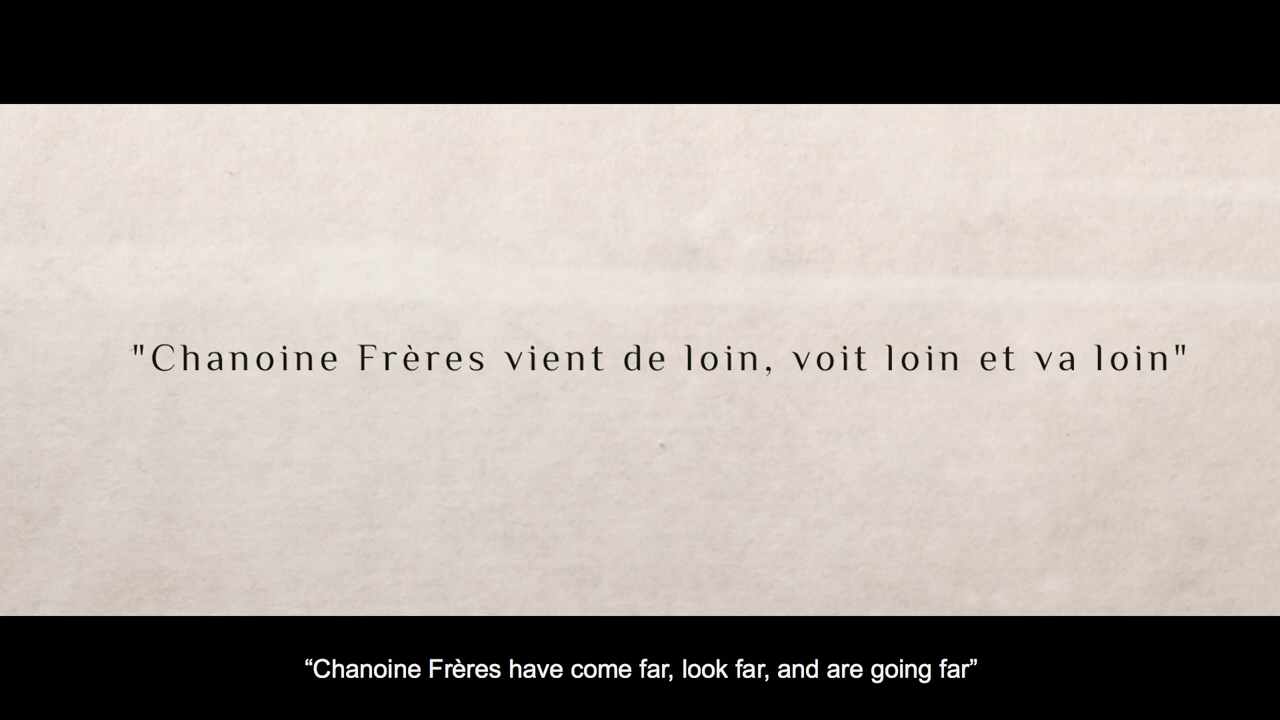 "Chanoine Frères vient de loin, voit loin et va loin"
“Chanoine Frères have come far, look far, and are going far”